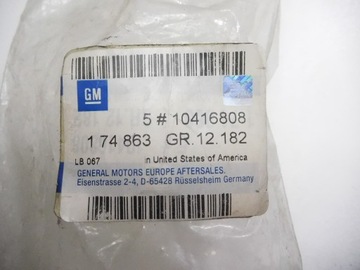 GM
5 # 10416808
1 74 863 GR.12.182
LB 067 in United States of America
GENERAL MOTORS EUROPE AFTERSALES.
Eisenstrasse 2-4, D-65428 Rüsselsheim Germany